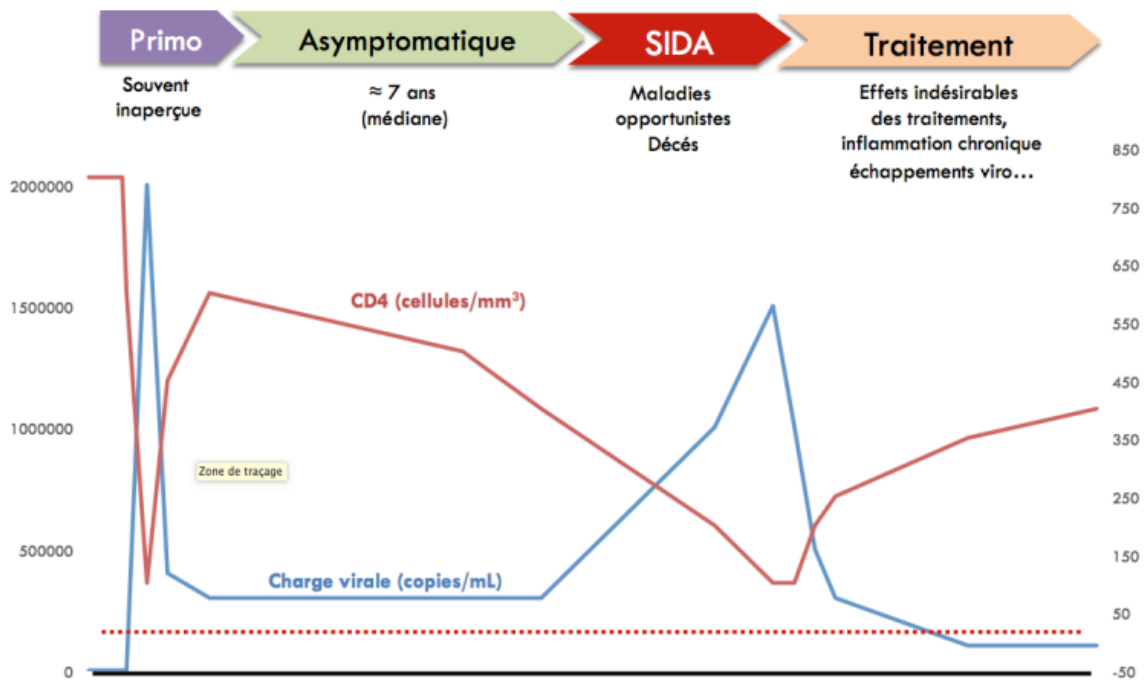 Primo
Asymptomatique
SIDA
Traitement
Souvent
inaperçue
≈ 7 ans
(médiane)
Maladies
opportunistes
Décés
Effets indésirables
des traitements,
inflammation chronique
échappements viro...
2000000
1500000
1000000
500000
0
CD4 (cellules/mm³)
Zone de traçage
Charge virale (copies/mL)
850
750
650
550
450
350
250
150
50
-50